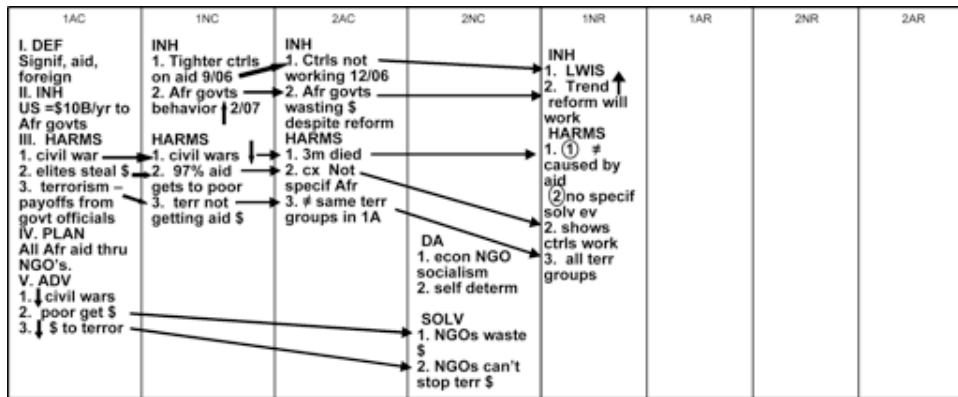 1AC
1NC
2AC
2NC
1NR
1AR
2NR
2AR
I. DEF
Signif, aid,
foreign
II. INH
US =$10B/yr to
Afr govts
III. HARMS
1. civil war
2. elites steal $
3. terrorism –
payoffs from
govt officials
IV. PLAN
All Afr aid thru
NGO's.
V. ADV
1.↓civil wars
2. poor get $
3.↓ $ to terror
INH
1. Tighter ctrls
on aid 9/06
2. Afr govts
behavior ↑2/07
HARMS
1. civil wars ↓
2. 97% aid
gets to poor
3. terr not
getting aid $
INH
1. Ctrls not
working 12/06
2. Afr govts
wasting $
despite reform
HARMS
1. 3m died
2. cx Not
specif Afr
3. ≠ same terr
groups in 1A
DA
1. econ NGO
socialism
2. self determ
SOLV
1. NGOs waste
$
2. NGOs can't
stop terr $
INH
1. LWIS
2. Trend ↑
reform will
work
HARMS
1. ① ≠
caused by
aid
②no specif
solv ev
2. shows
ctrls work
3. all terr
groups